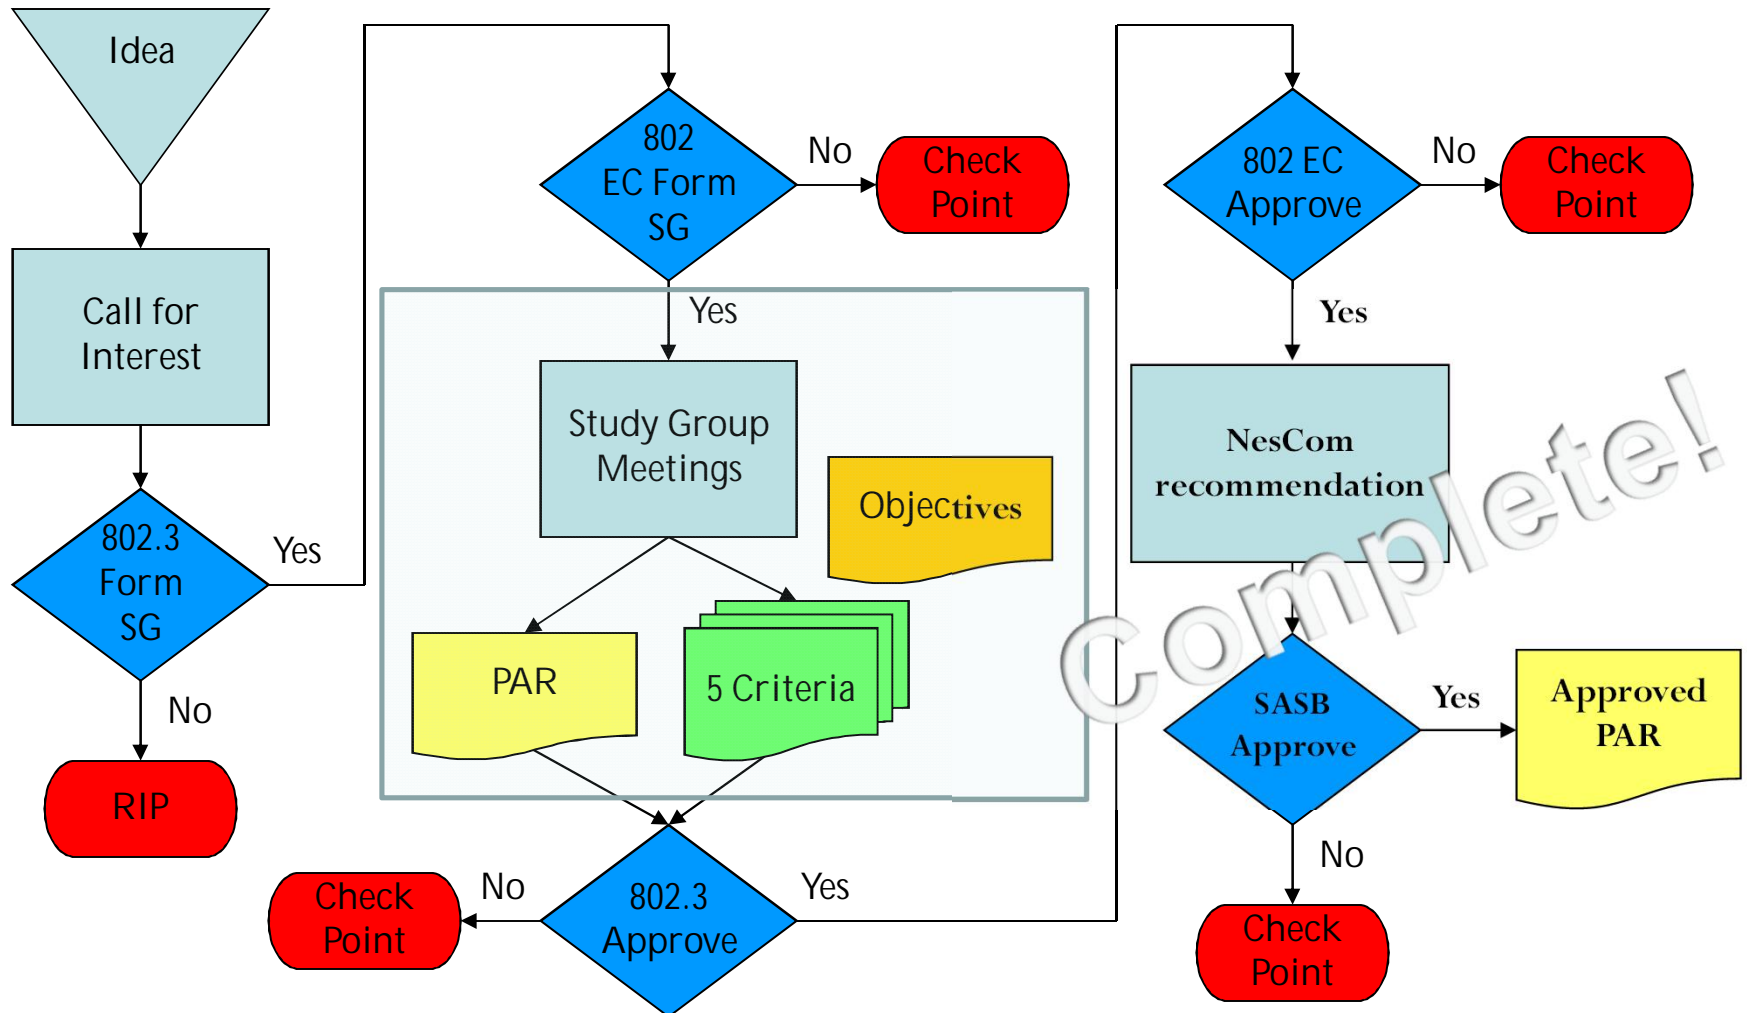 Idea
Call for
Interest
802.3
Form
SG
Yes
No
RIP
802
EC Form
SG
No
Check
Point
Yes
Study Group
Meetings
Objectives
PAR
5 Criteria
802.3
Approve
No
Check
Point
Yes
802 EC
Approve
No
Check
Point
Yes
NesCom
recommendation
Complete!
SASB
Approve
Yes
Approved
PAR
No
Check
Point